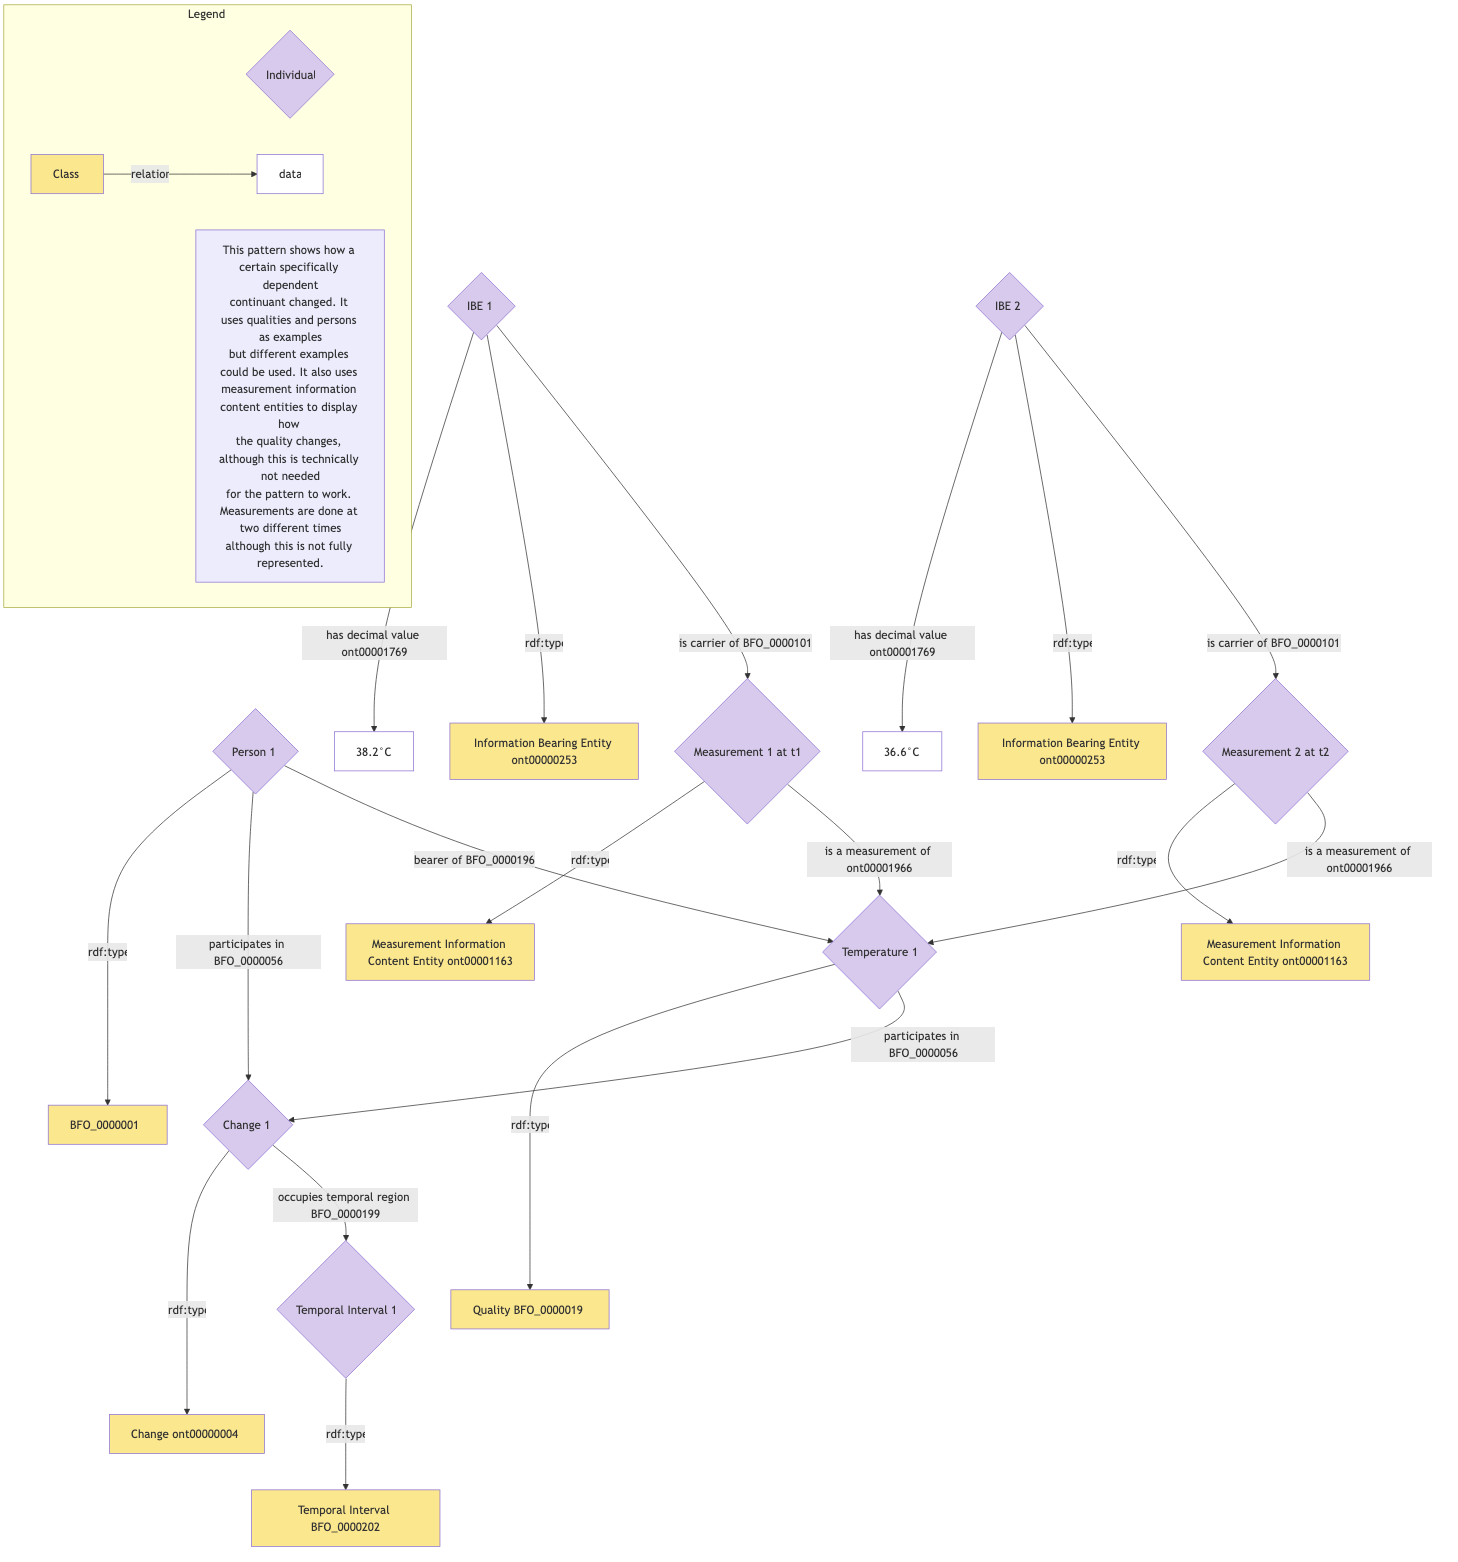 Legend
Individual
Class
relation
data
This pattern shows how a
certain specifically
dependent
continuant changed. It
uses qualities and persons
as examples
but different examples
could be used. It also uses
measurement information
content entities to display
how
the quality changes,
although this is technically
not needed
for the pattern to work.
Measurements are done at
two different times
although this is not fully
represented.
IBE 1
IBE 2
has decimal value
ont00001769
rdf:type
is carrier of BFO_0000101
has decimal value
ont00001769
rdf:type
is carrier of BFO_0000101
Person 1
38.2°C
Information Bearing Entity
ont00000253
Measurement 1 at t1
36.6°C
Information Bearing Entity
ont00000253
Measurement 2 at t2
bearer of BFO_0000196
rdf:type
is a measurement of
ont00001966
rdf:type
is a measurement of
ont00001966
rdf:type
participates in
BFO_0000056
Measurement Information
Content Entity ont00001163
Temperature 1
Measurement Information
Content Entity ont00001163
participates in
BFO_0000056
BFO_0000001
Change 1
rdf:type
occupies temporal region
BFO_0000199
rdf:type
Temporal Interval 1
Quality BFO_0000019
Change ont00000004
rdf:type
Temporal Interval
BFO_0000202